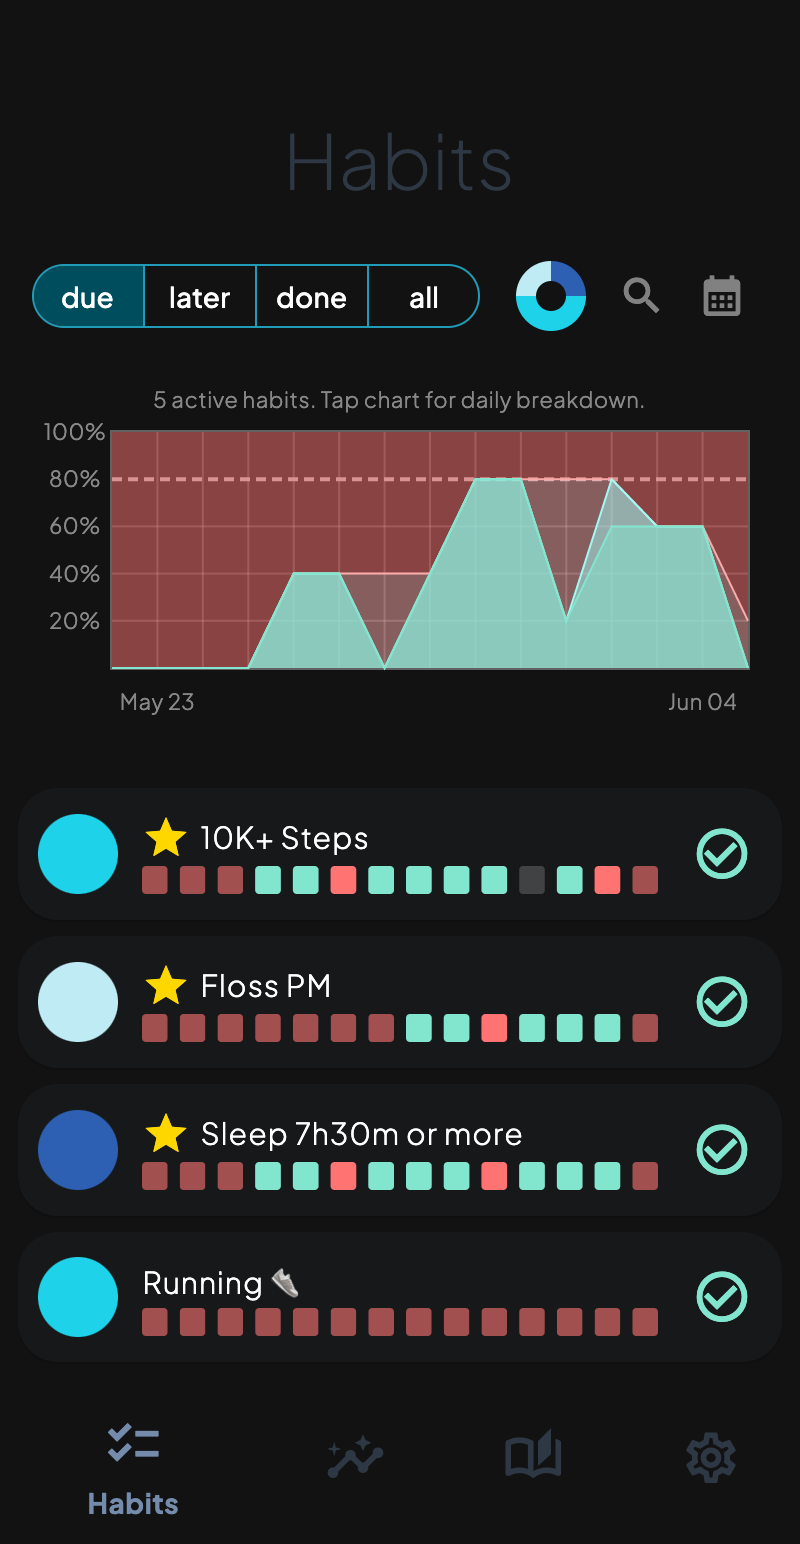 Habits
due later done all
5 active habits. Tap chart for daily breakdown.
100%
80%
60%
40%
20%
May 23 Jun 04
10K+ Steps
Floss PM
Sleep 7h30m or more
Running 👟
Habits